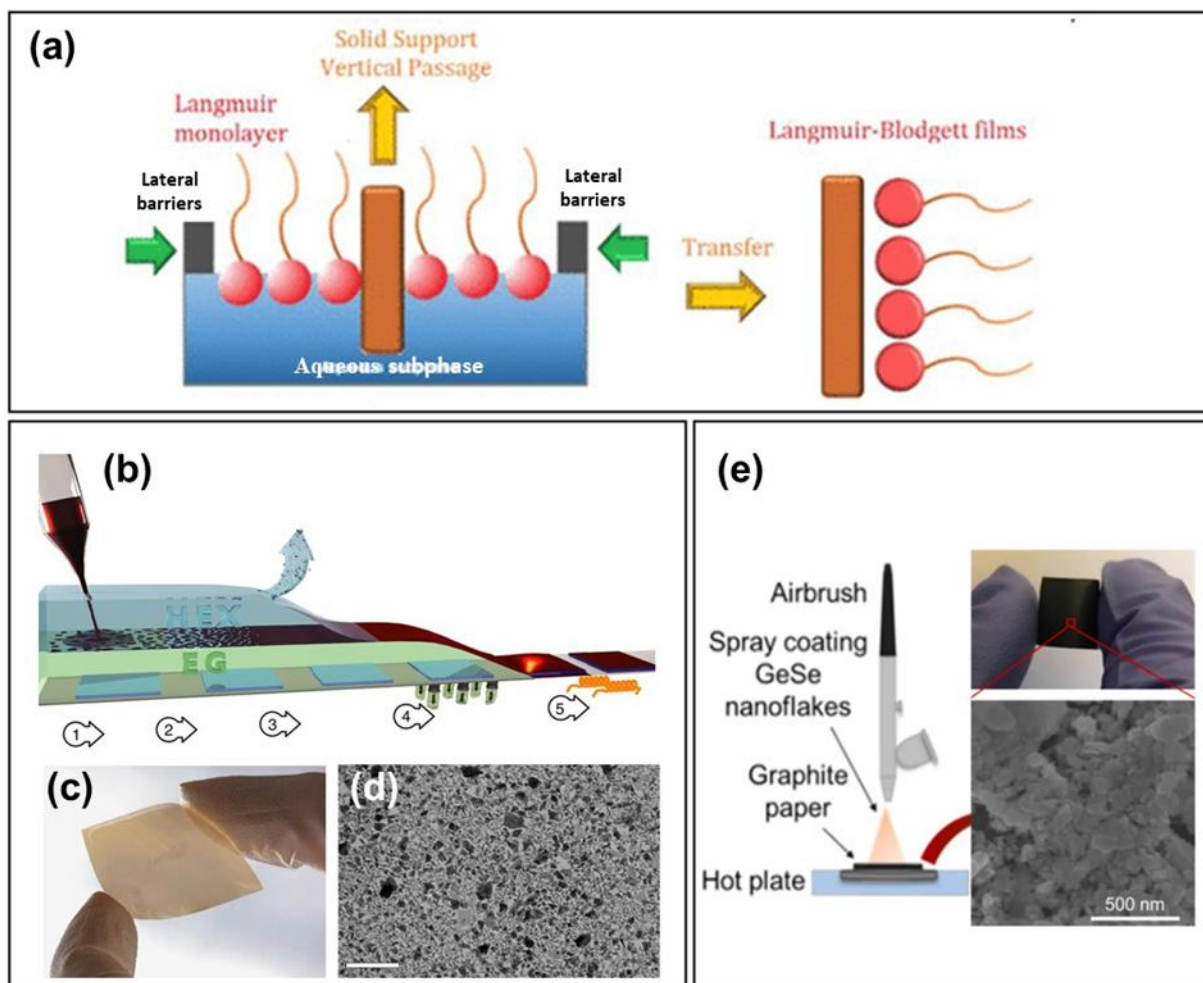 (a)
Solid Support
Vertical Passage
Langmuir
monolayer
Lateral
barriers
Lateral
barriers
Aqueous subphase
Transfer
Langmuir-Blodgett films
(b)
HEX
EG
1
2
3
4
5
(c)
(d)
(e)
Airbrush
Spray coating
GeSe
nanoflakes
Graphite
paper
Hot plate
500 nm